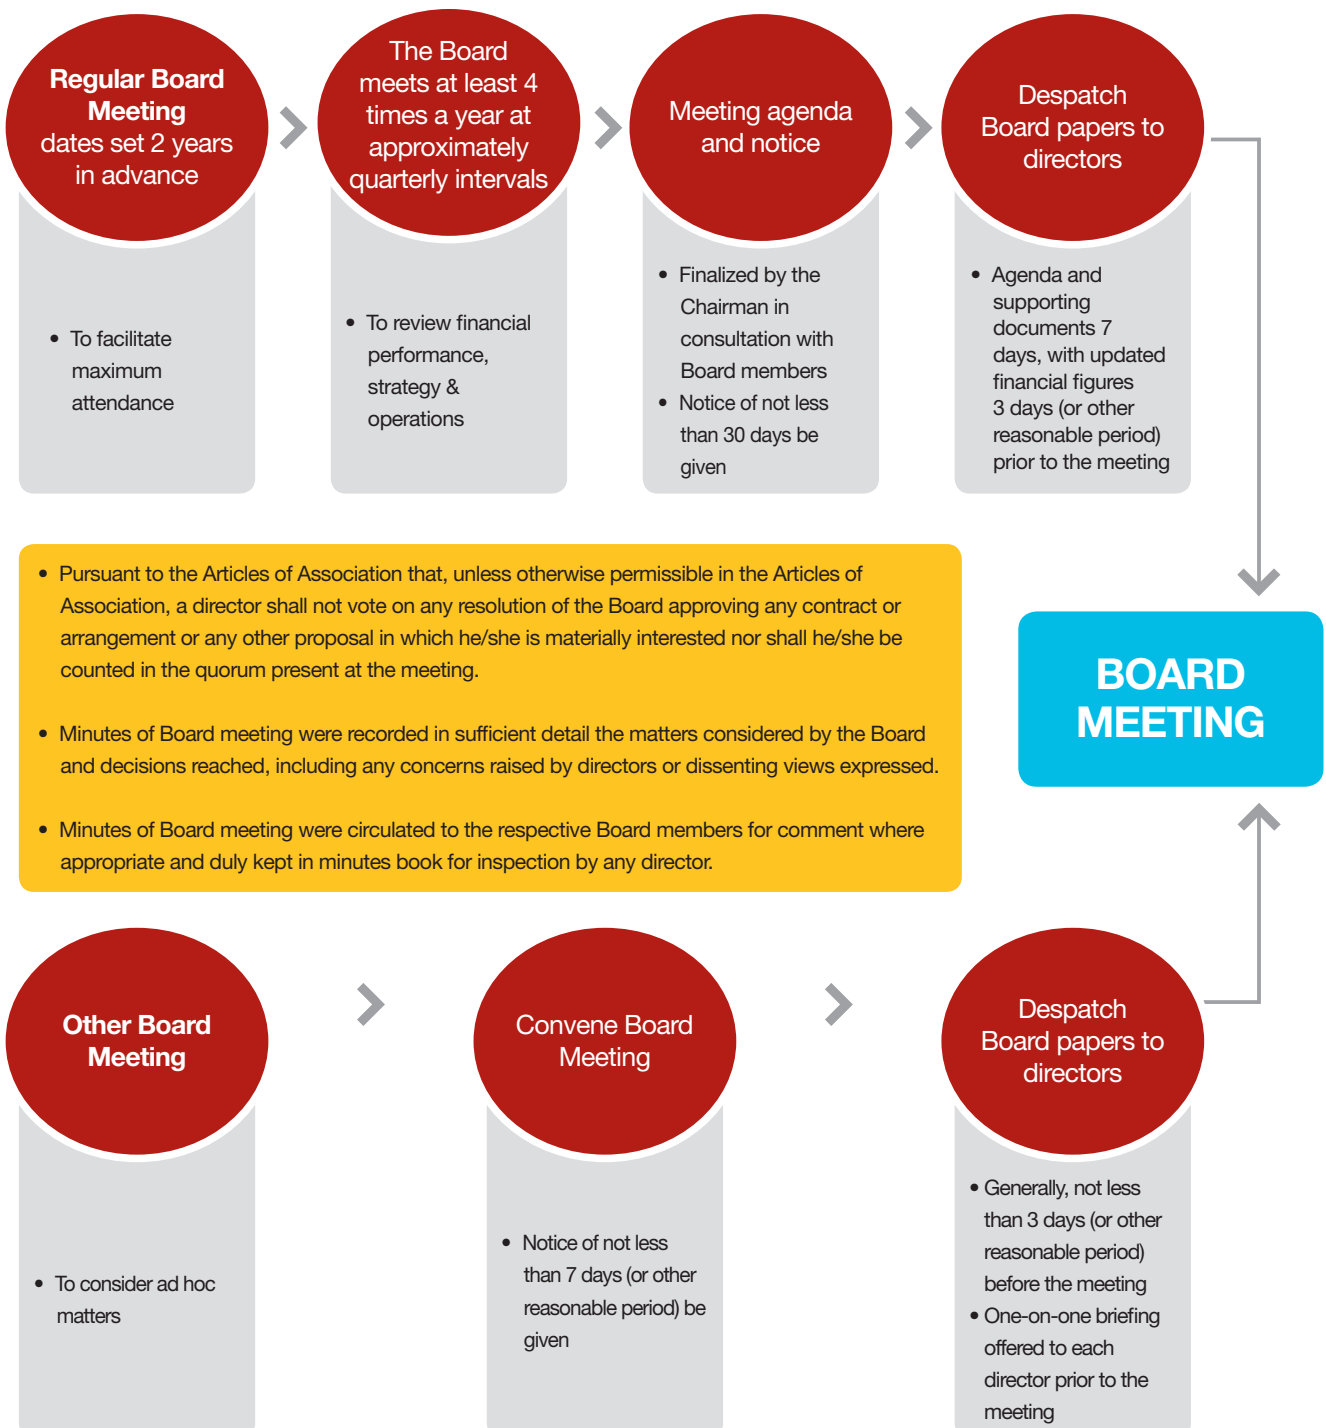 Regular Board
Meeting
dates set 2 years
in advance
• To facilitate
maximum
attendance
The Board
meets at least 4
times a year at
approximately
quarterly intervals
• To review financial
performance,
strategy &
operations
Meeting agenda
and notice
• Finalized by the
Chairman in
consultation with
Board members
• Notice of not less
than 30 days be
given
Despatch
Board papers to
directors
• Agenda and
supporting
documents 7
days, with updated
financial figures
3 days (or other
reasonable period)
prior to the meeting
• Pursuant to the Articles of Association that, unless otherwise permissible in the Articles of
Association, a director shall not vote on any resolution of the Board approving any contract or
arrangement or any other proposal in which he/she is materially interested nor shall he/she be
counted in the quorum present at the meeting.
• Minutes of Board meeting were recorded in sufficient detail the matters considered by the Board
and decisions reached, including any concerns raised by directors or dissenting views expressed.
• Minutes of Board meeting were circulated to the respective Board members for comment where
appropriate and duly kept in minutes book for inspection by any director.
BOARD
MEETING
Other Board
Meeting
• To consider ad hoc
matters
Convene Board
Meeting
• Notice of not less
than 7 days (or other
reasonable period) be
given
Despatch
Board papers to
directors
• Generally, not less
than 3 days (or other
reasonable period)
before the meeting
• One-on-one briefing
offered to each
director prior to the
meeting